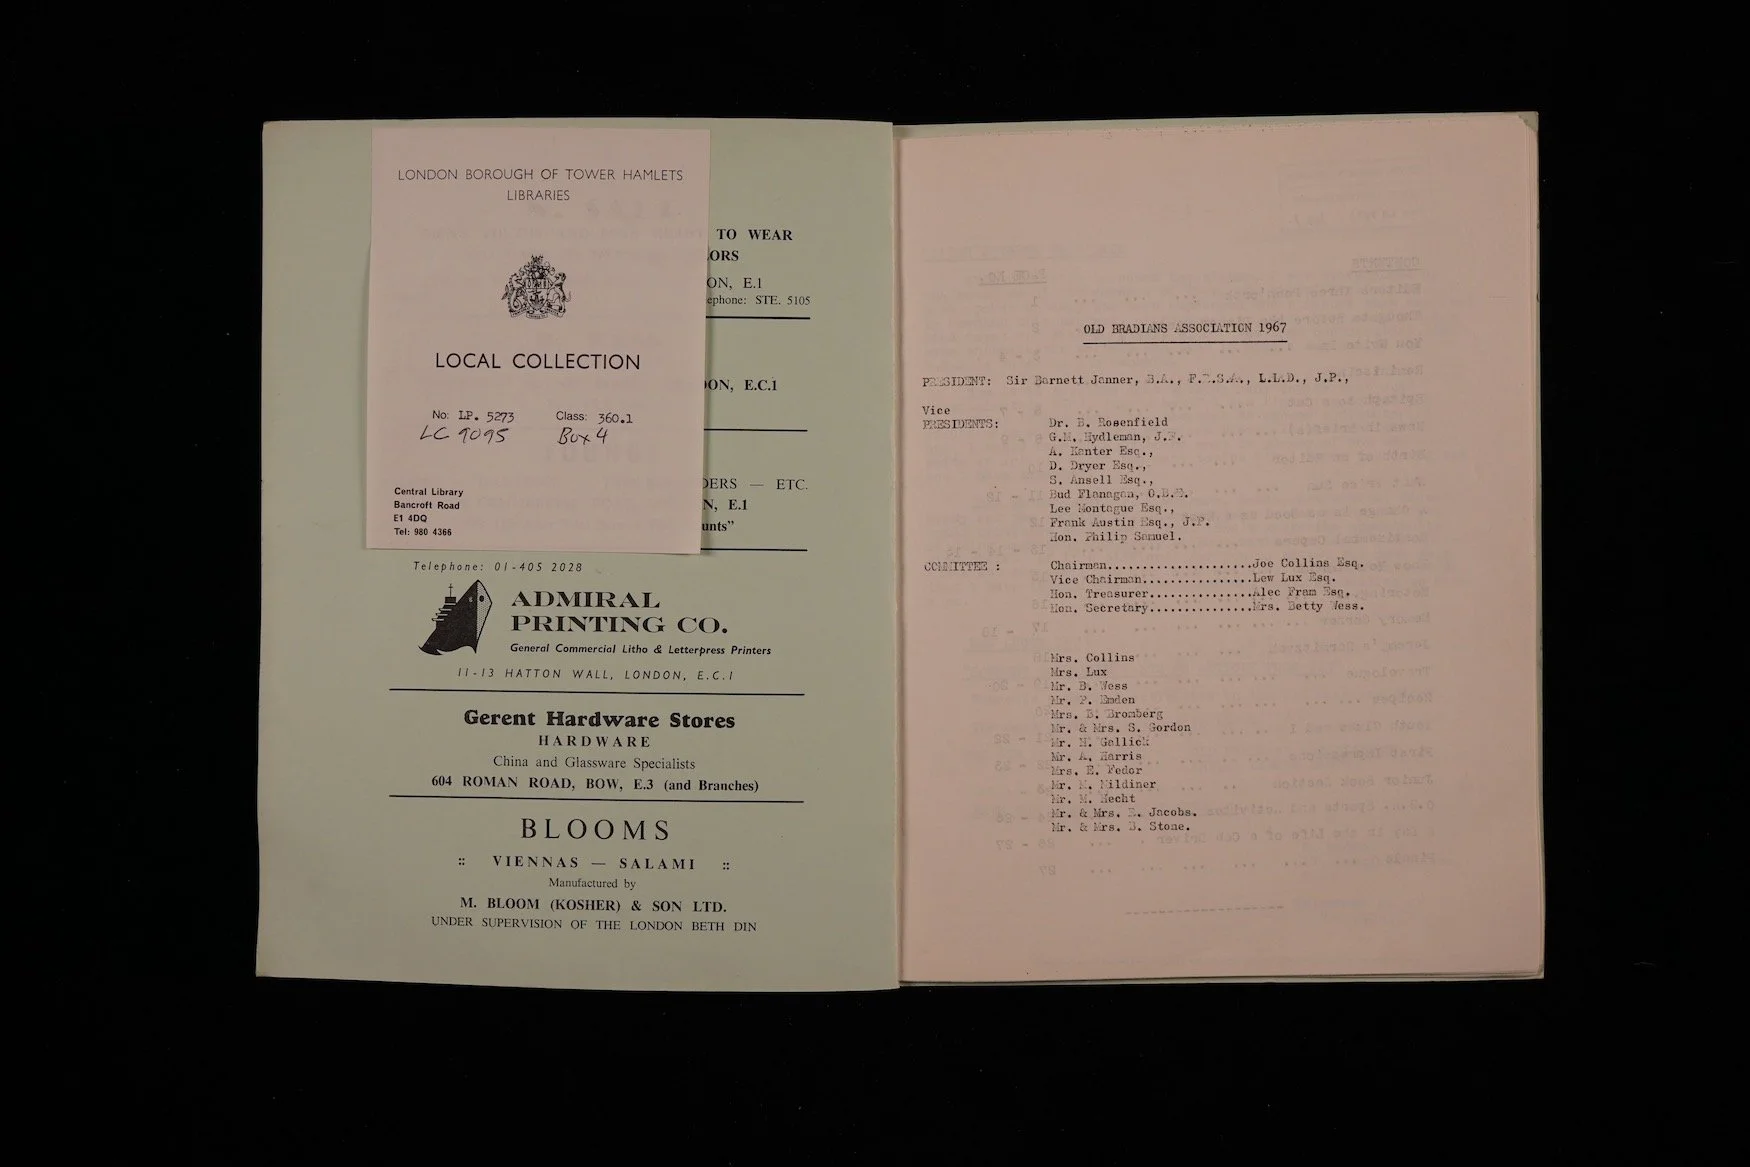 LONDON BOROUGH OF TOWER HAMLETS
LIBRARIES
LOCAL COLLECTION
No: LP. 5273 Class: 360.1
LC 9095 Box 4
Central Library
Bancroft Road
E1 4DQ
Tel: 980 4366
TO WEAR
ORS
ON, E.1
ephone: STE. 5105
ON, E.C.1
DERS — ETC.
N, E.1
unts”
Telephone: 01-405 2028
ADMIRAL
PRINTING CO.
General Commercial Litho & Letterpress Printers
11-13 HATTON WALL, LONDON, E.C.1
Gerent Hardware Stores
HARDWARE
China and Glassware Specialists
604 ROMAN ROAD, BOW, E.3 (and Branches)
BLOOMS
:: VIENNAS — SALAMI ::
Manufactured by
M. BLOOM (KOSHER) & SON LTD.
UNDER SUPERVISION OF THE LONDON BETH DIN
OLD BRADIANS ASSOCIATION 1967
PRESIDENT: Sir Barnett Janner, B.A., F.R.S.A., L.L.D., J.P.,
Vice
PRESIDENTS: Dr. B. Rosenfield
G.M. Hydleman, J.P.
A. Kanter Esq.,
D. Dryer Esq.,
S. Ansell Esq.,
Bud Flanagan, O.B.E.
Lee Montague Esq.,
Frank Austin Esq., J.P.
Hon. Philip Samuel.
COMMITTEE : Chairman.....................Joe Collins Esq.
Vice Chairman................Lew Lux Esq.
Hon. Treasurer...............Alec Fram Esq.
Hon. Secretary...............Mrs. Betty Wess.
Mrs. Collins
Mrs. Lux
Mr. B. Wess
Mr. P. Emden
Mrs. B. Bromberg
Mr. & Mrs. S. Gordon
Mr. H. Gallick
Mr. A. Harris
Mrs. E. Fedor
Mr. Mildiner
Mr. M. Hecht
Mr. & Mrs. Jacobs.
Mr. & Mrs. Stone.